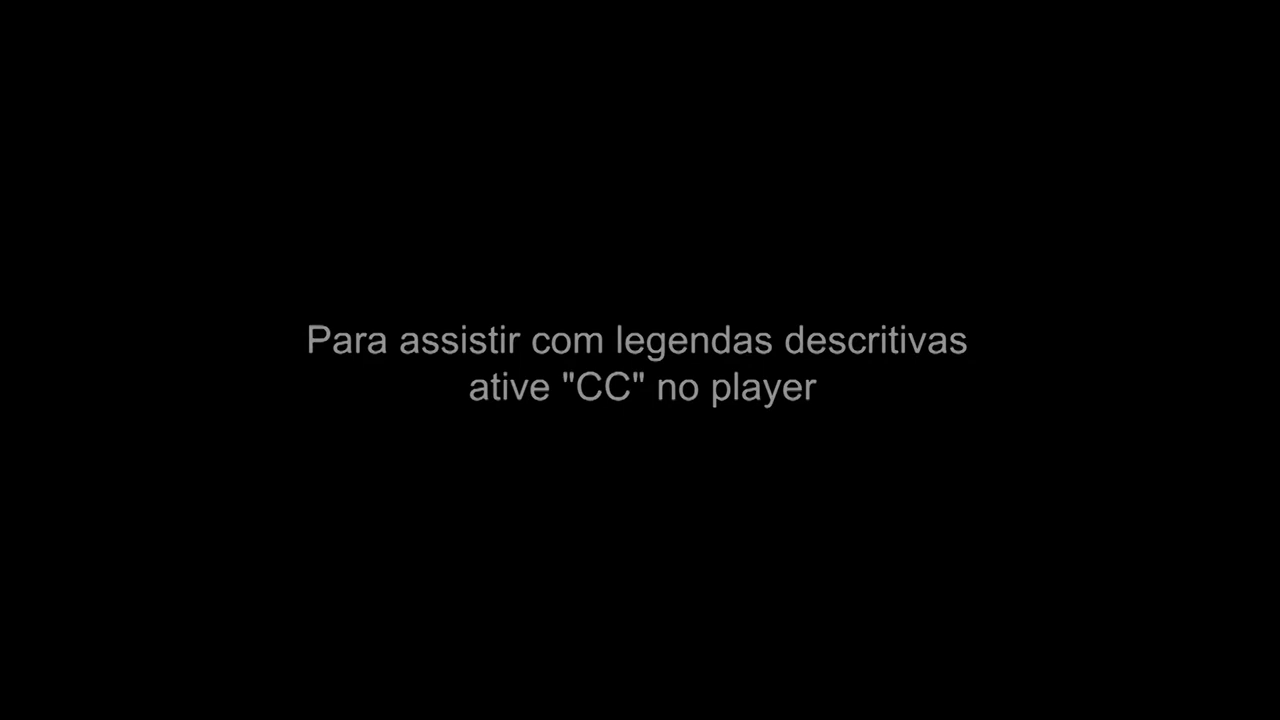 Para assistir com legendas descritivas
ative "CC" no player